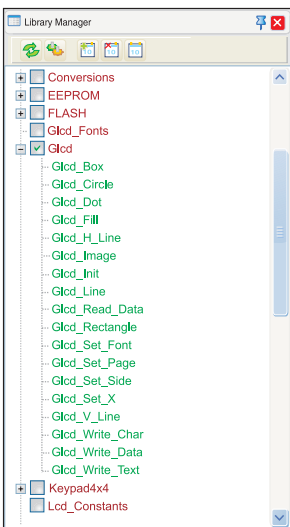 Library Manager
Conversions
EEPROM
FLASH
Glcd_Fonts
Glcd
Glcd_Box
Glcd_Circle
Glcd_Dot
Glcd_Fill
Glcd_H_Line
Glcd_Image
Glcd_Init
Glcd_Line
Glcd_Read_Data
Glcd_Rectangle
Glcd_Set_Font
Glcd_Set_Page
Glcd_Set_Side
Glcd_Set_X
Glcd_V_Line
Glcd_Write_Char
Glcd_Write_Data
Glcd_Write_Text
Keypad4x4
Lcd_Constants